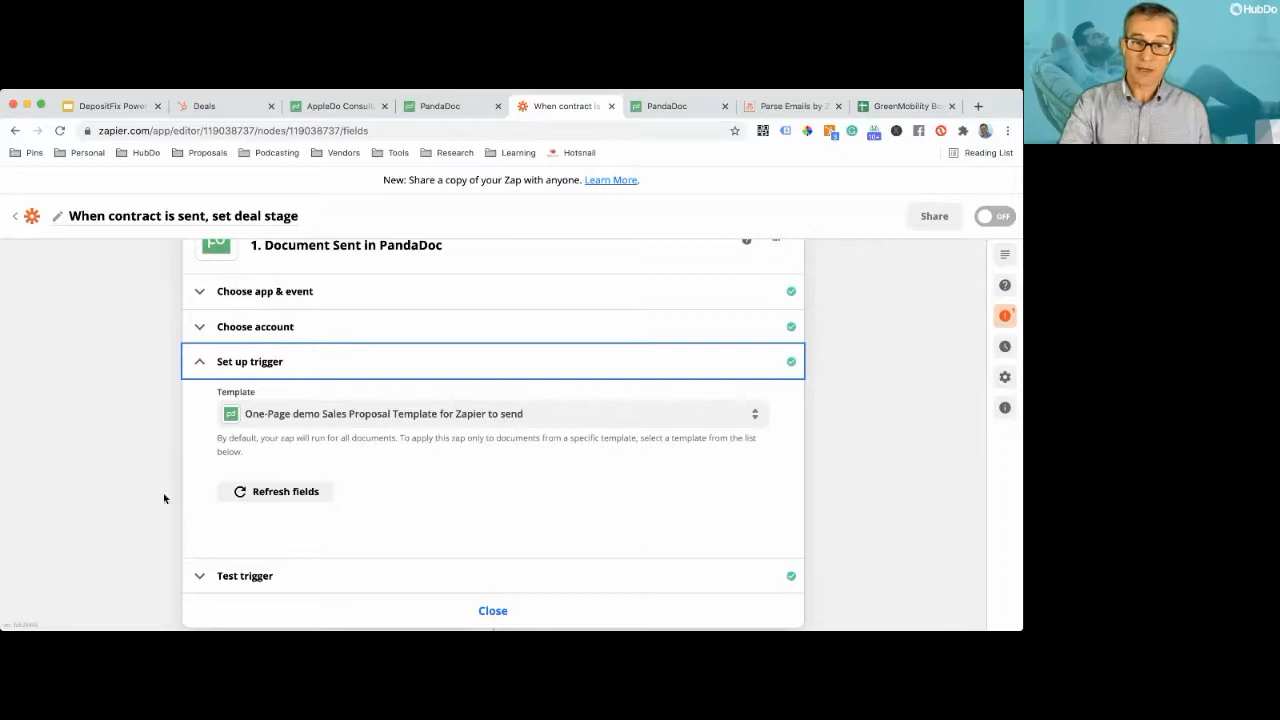 HubDo
DepositFix Powe
Deals
AppleDo Consult
PandaDoc
When contract is
PandaDoc
Parse Emails by Z
GreenMobility Bo
zapier.com/app/editor/119038737/nodes/119038737/fields
Pins
Personal
HubDo
Proposals
Podcasting
Vendors
Tools
Research
Learning
Hotsnail
Reading List
New: Share a copy of your Zap with anyone. Learn More.
When contract is sent, set deal stage
Share
OFF
1. Document Sent in PandaDoc
Choose app & event
Choose account
Set up trigger
Template
One-Page demo Sales Proposal Template for Zapier to send
By default, your zap will run for all documents. To apply this zap only to documents from a specific template, select a template from the list
below.
Refresh fields
Test trigger
Close